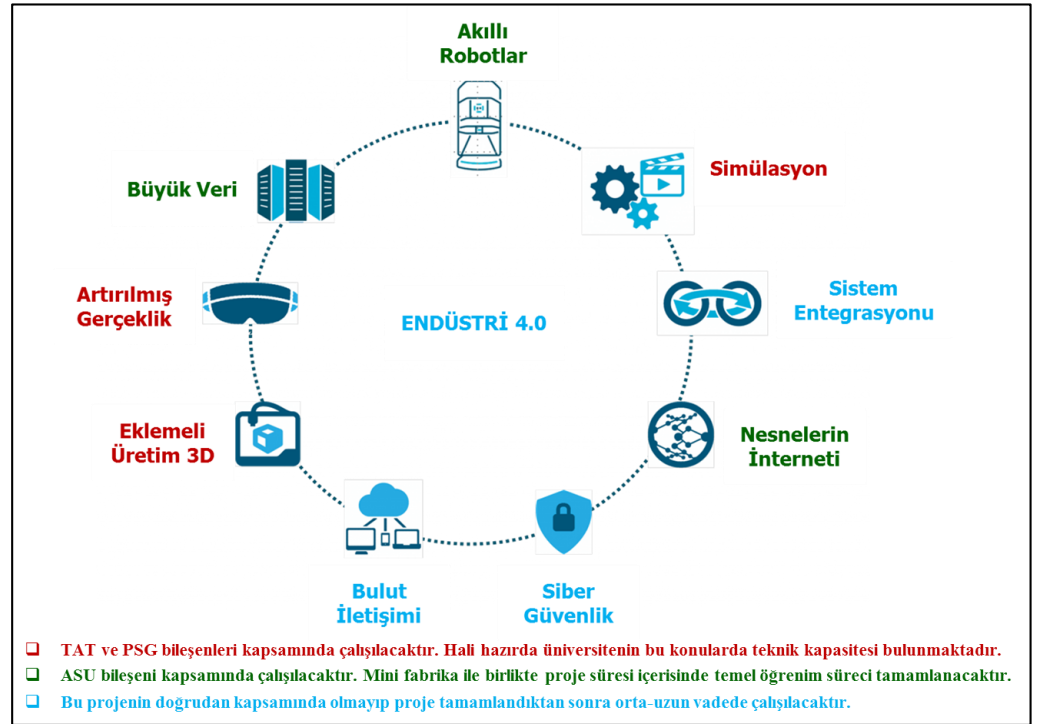 Akıllı
Robotlar
Simülasyon
Büyük Veri
Sistem
Entegrasyonu
Artırılmış
Gerçeklik
ENDÜSTRİ 4.0
Eklemeli
Üretim 3D
Nesnelerin
İnterneti
Bulut
İletişimi
Siber
Güvenlik
TAT ve PSG bileşenleri kapsamında çalışılacaktır. Hali hazırda üniversitenin bu konularda teknik kapasitesi bulunmaktadır.
ASU bileşeni kapsamında çalışılacaktır. Mini fabrika ile birlikte proje süresi içerisinde temel öğrenim süreci tamamlanacaktır.
Bu projenin doğrudan kapsamında olmayıp proje tamamlandıktan sonra orta-uzun vadede çalışılacaktır.